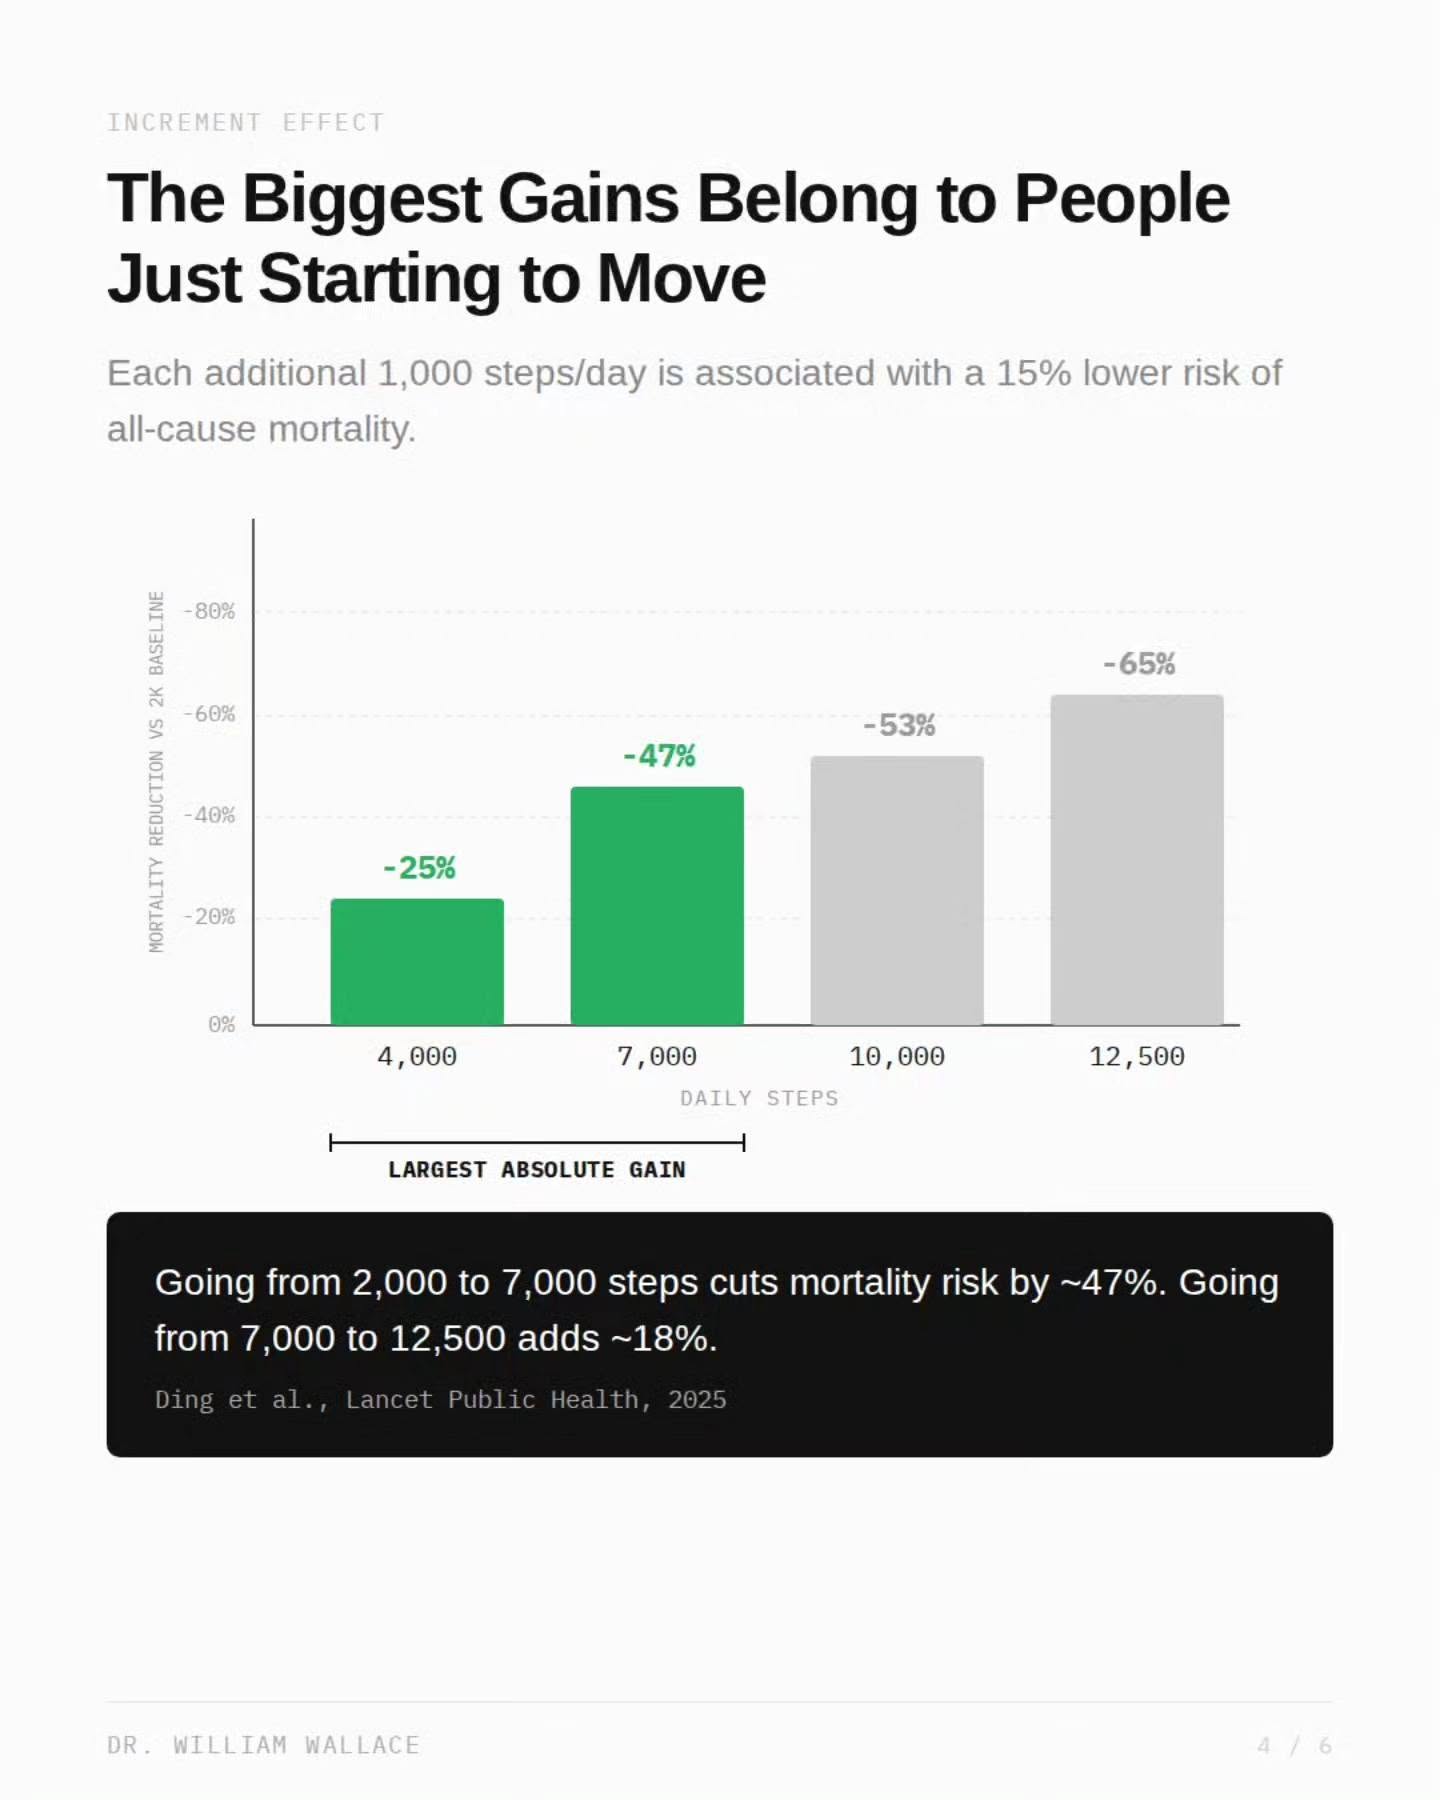 INCREMENT EFFECT
The Biggest Gains Belong to People
Just Starting to Move
Each additional 1,000 steps/day is associated with a 15% lower risk of
all-cause mortality.
MORTALITY REDUCTION VS 2K BASELINE
-80%
-60%
-40%
-20%
0%
-25%
-47%
-53%
-65%
4,000
7,000
10,000
12,500
DAILY STEPS
LARGEST ABSOLUTE GAIN
Going from 2,000 to 7,000 steps cuts mortality risk by ~47%. Going
from 7,000 to 12,500 adds ~18%.
Ding et al., Lancet Public Health, 2025
DR. WILLIAM WALLACE
4 / 6